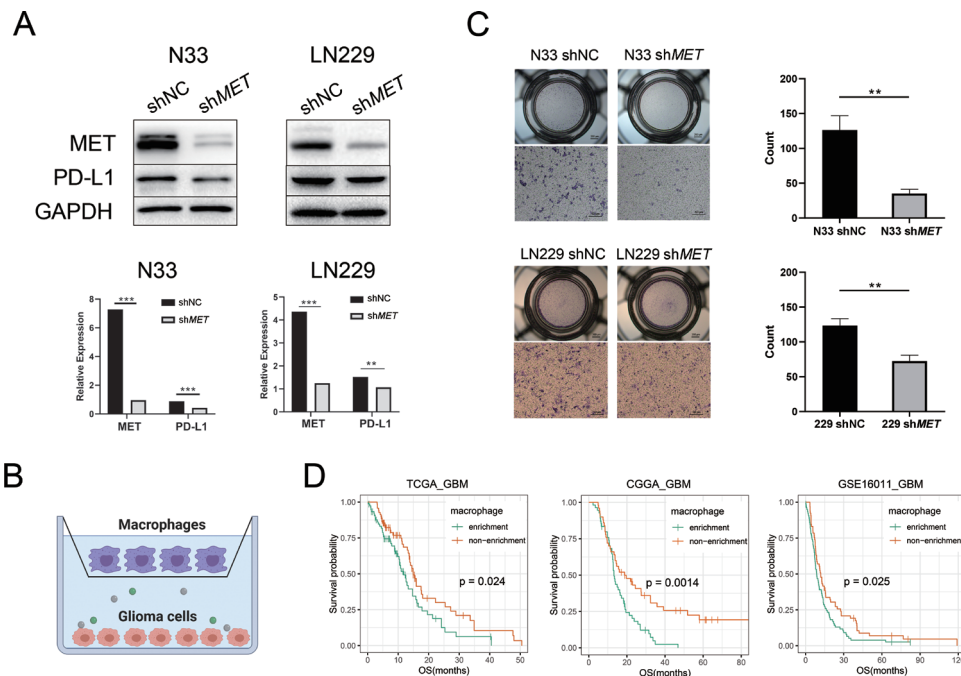 A
N33
LN229
shNC
shMET
shNC
shMET
MET
PD-L1
GAPDH
N33
Relative Expression
8
6
4
2
0
***
***
MET
PD-L1
shNC
shMET
LN229
Relative Expression
5
4
3
2
1
0
***
**
MET
PD-L1
shNC
shMET
B
Macrophages
Glioma cells
C
N33 shNC
N33 shMET
Count
200
150
100
50
0
**
N33 shNC
N33 shMET
LN229 shNC
LN229 shMET
Count
200
150
100
50
0
**
229 shNC
229 shMET
D
TCGA_GBM
Survival probability
1.00
0.75
0.50
0.25
0.00
macrophage
enrichment
non-enrichment
p = 0.024
0
10
20
30
40
50
OS(months)
CGGA_GBM
Survival probability
1.00
0.75
0.50
0.25
0.00
macrophage
enrichment
non-enrichment
p = 0.0014
0
20
40
60
80
OS(months)
GSE16011_GBM
Survival probability
1.00
0.75
0.50
0.25
0.00
macrophage
enrichment
non-enrichment
p = 0.025
0
30
60
90
120
OS(months)